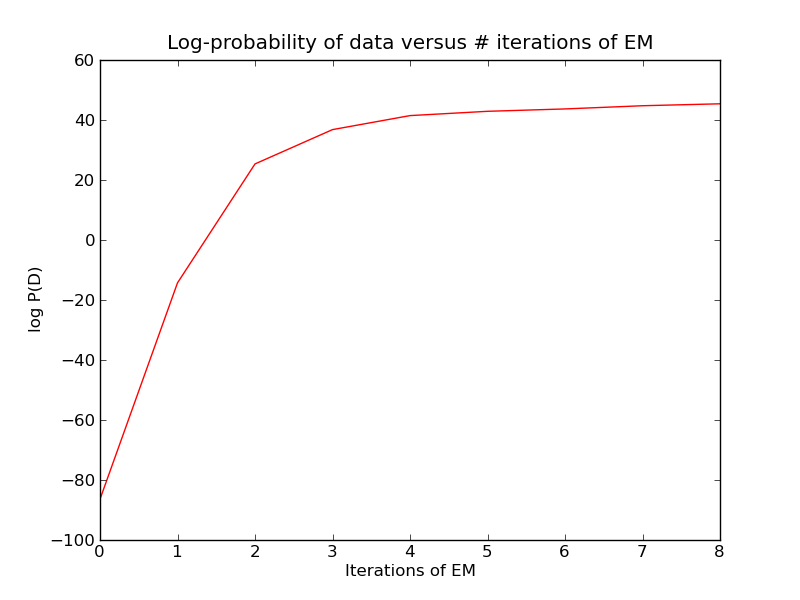 Log-probability of data versus # iterations of EM
60
40
20
0
−20
−40
−60
−80
−100
log P(D)
0 1 2 3 4 5 6 7 8
Iterations of EM